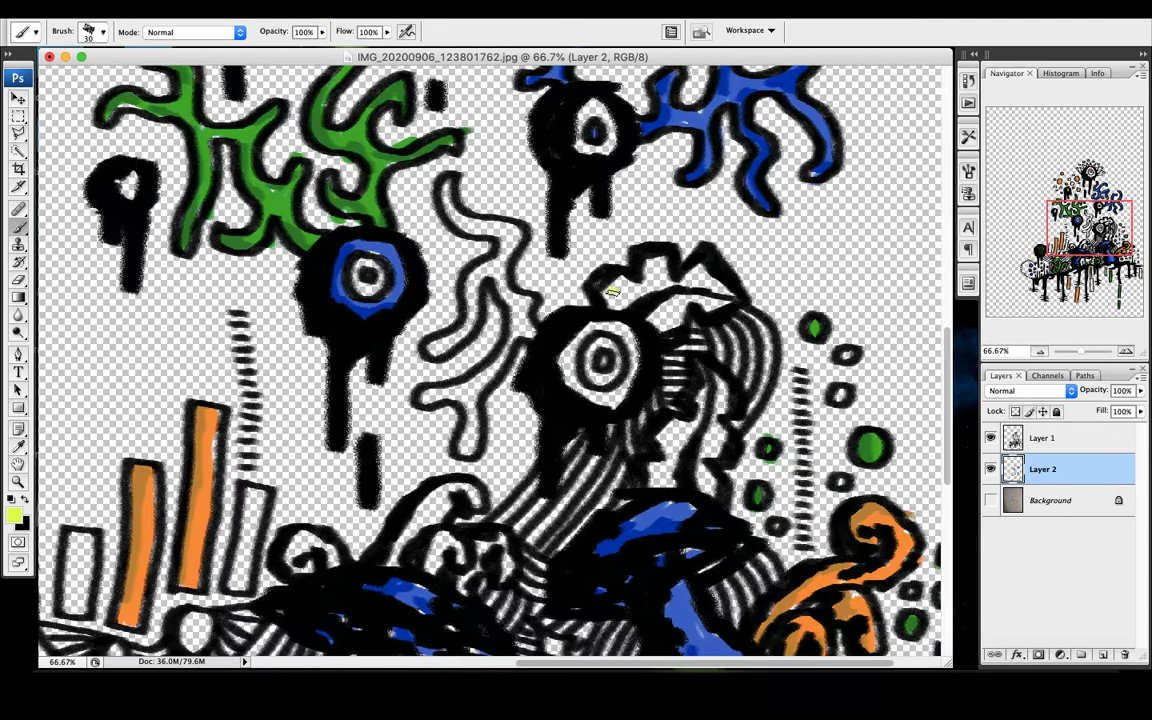 Brush:
30
Mode:
Normal
Opacity:
100%
Flow:
100%
Workspace
Ps
IMG_20200906_123801762.jpg @ 66.7% (Layer 2, RGB/8)
Navigator
Histogram
Info
66.67%
Layers
Channels
Paths
Normal
Opacity:
100%
Lock:
Fill:
100%
Layer 1
Layer 2
Background
66.67%
Doc: 36.0M/79.6M